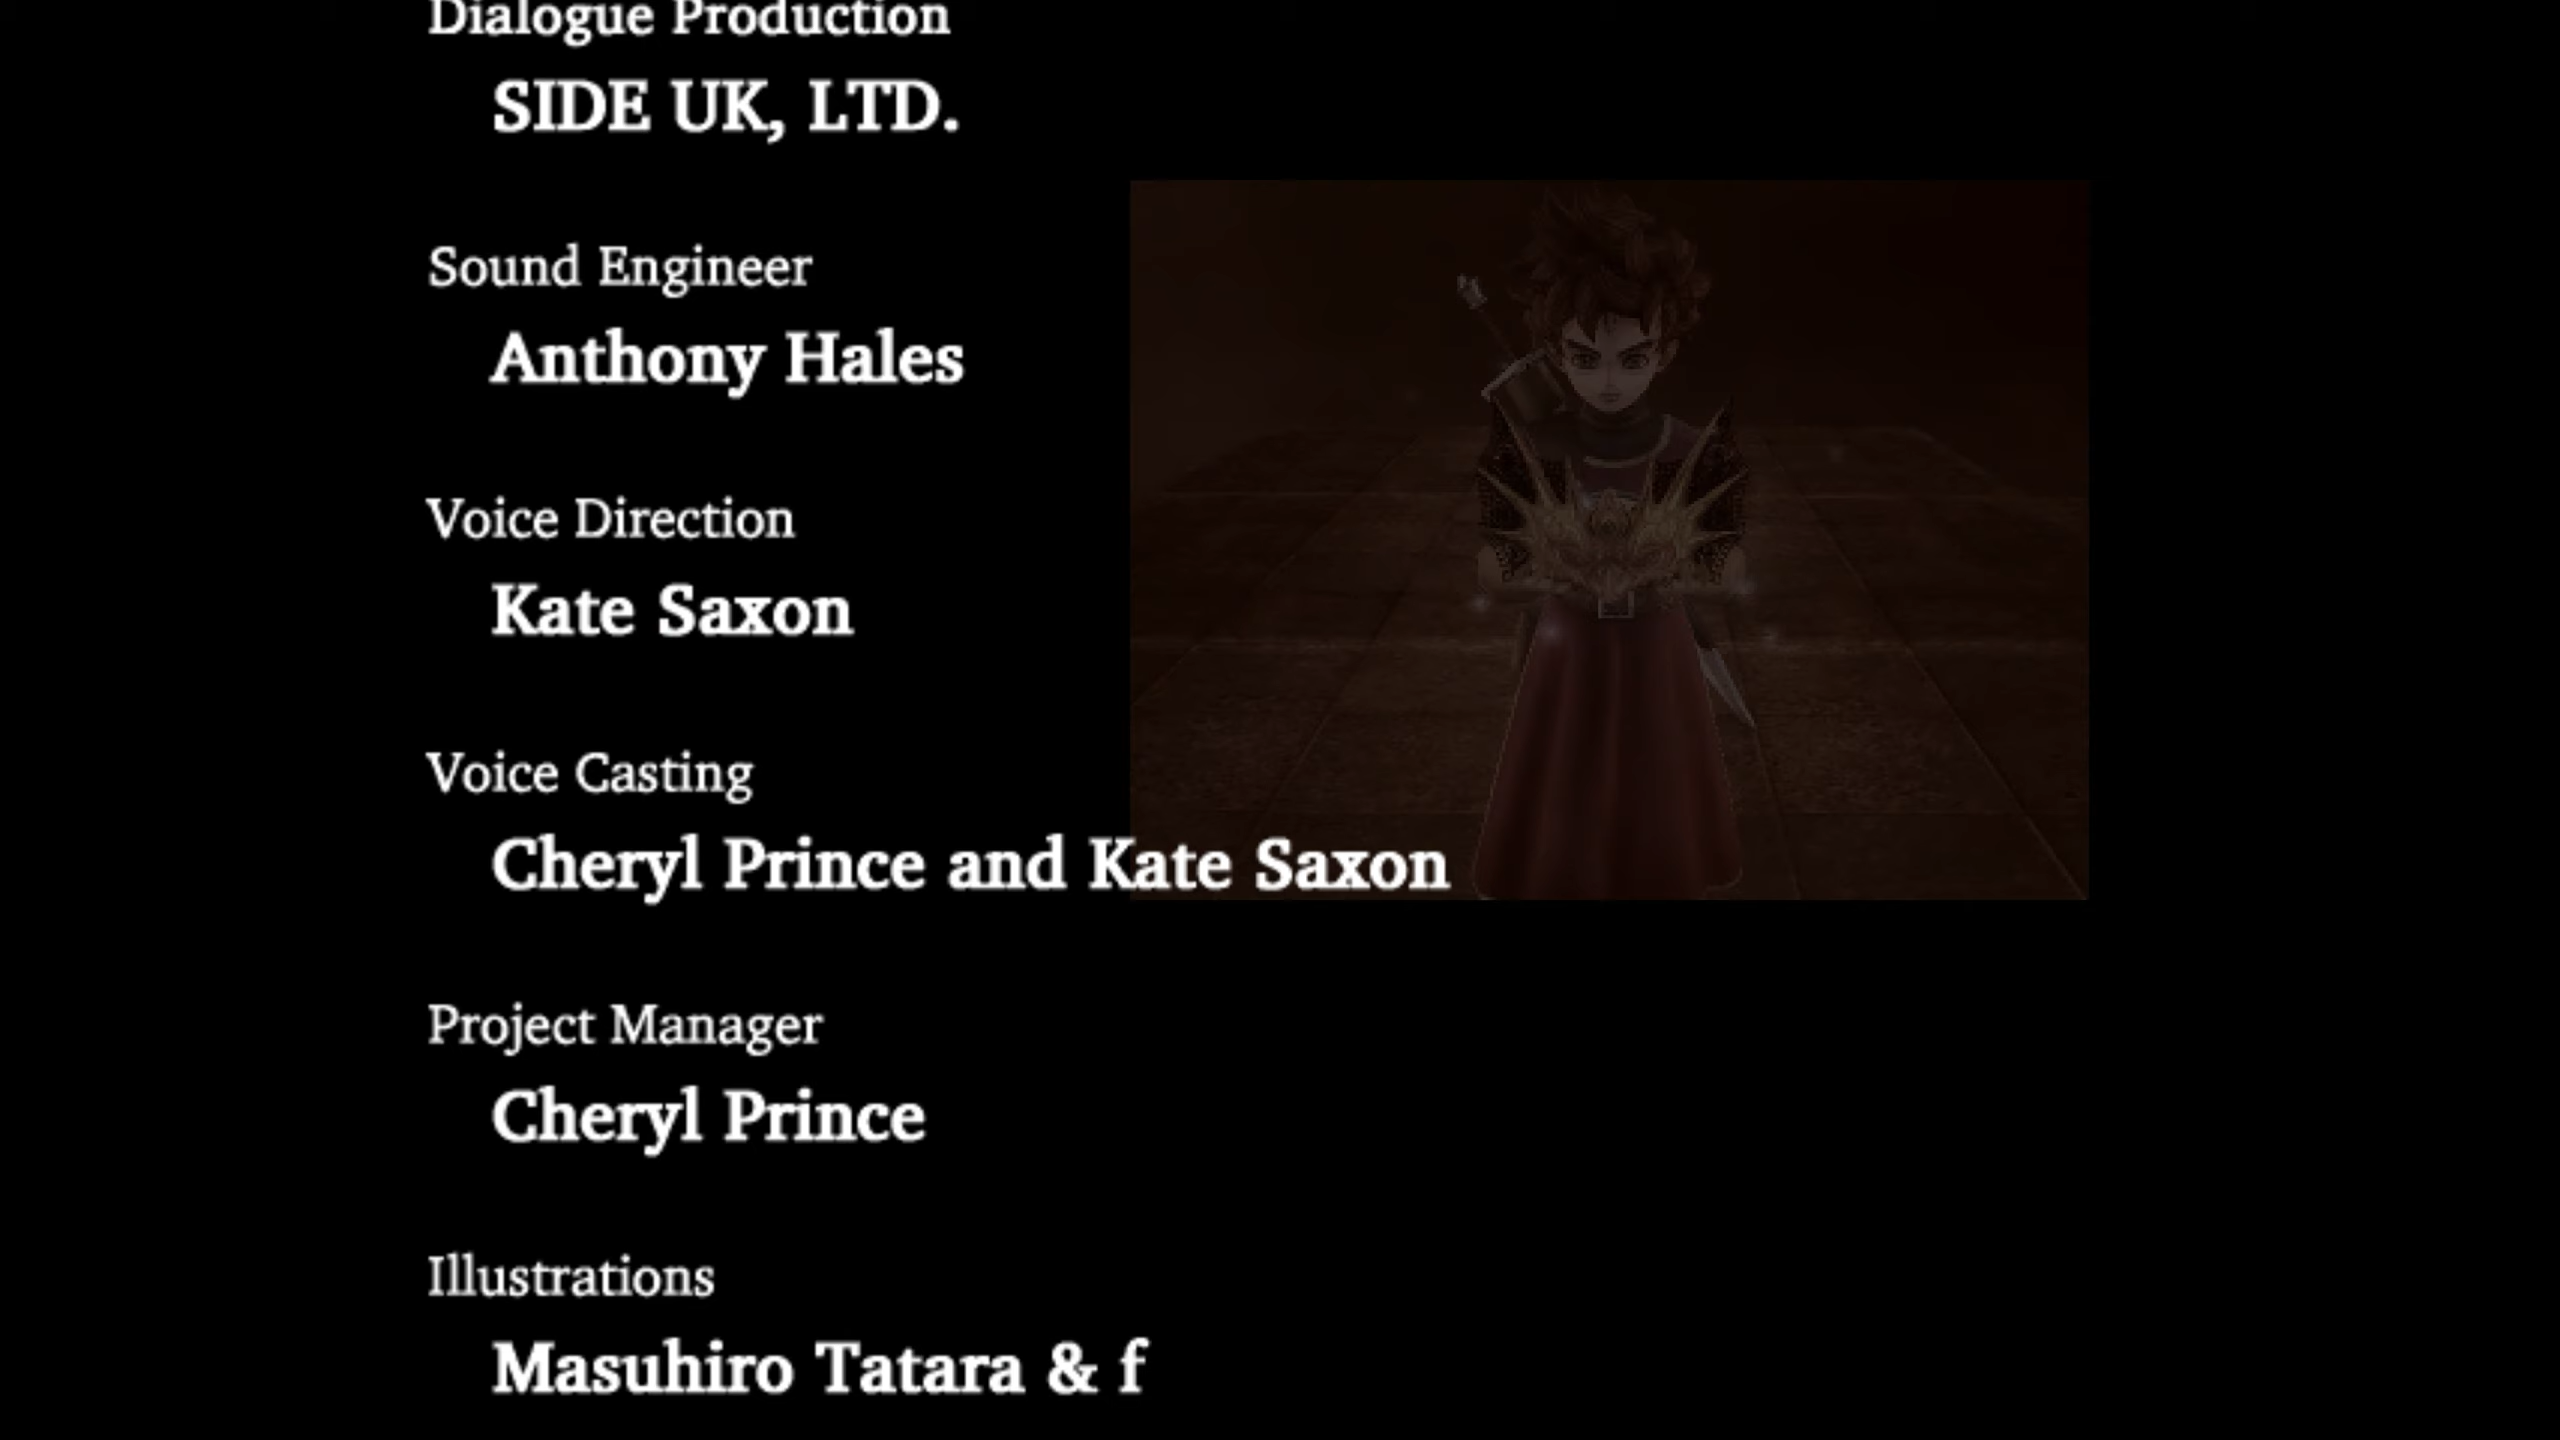 Dialogue Production
SIDE UK, LTD.
Sound Engineer
Anthony Hales
Voice Direction
Kate Saxon
Voice Casting
Cheryl Prince and Kate Saxon
Project Manager
Cheryl Prince
Illustrations
Masuhiro Tatara & f